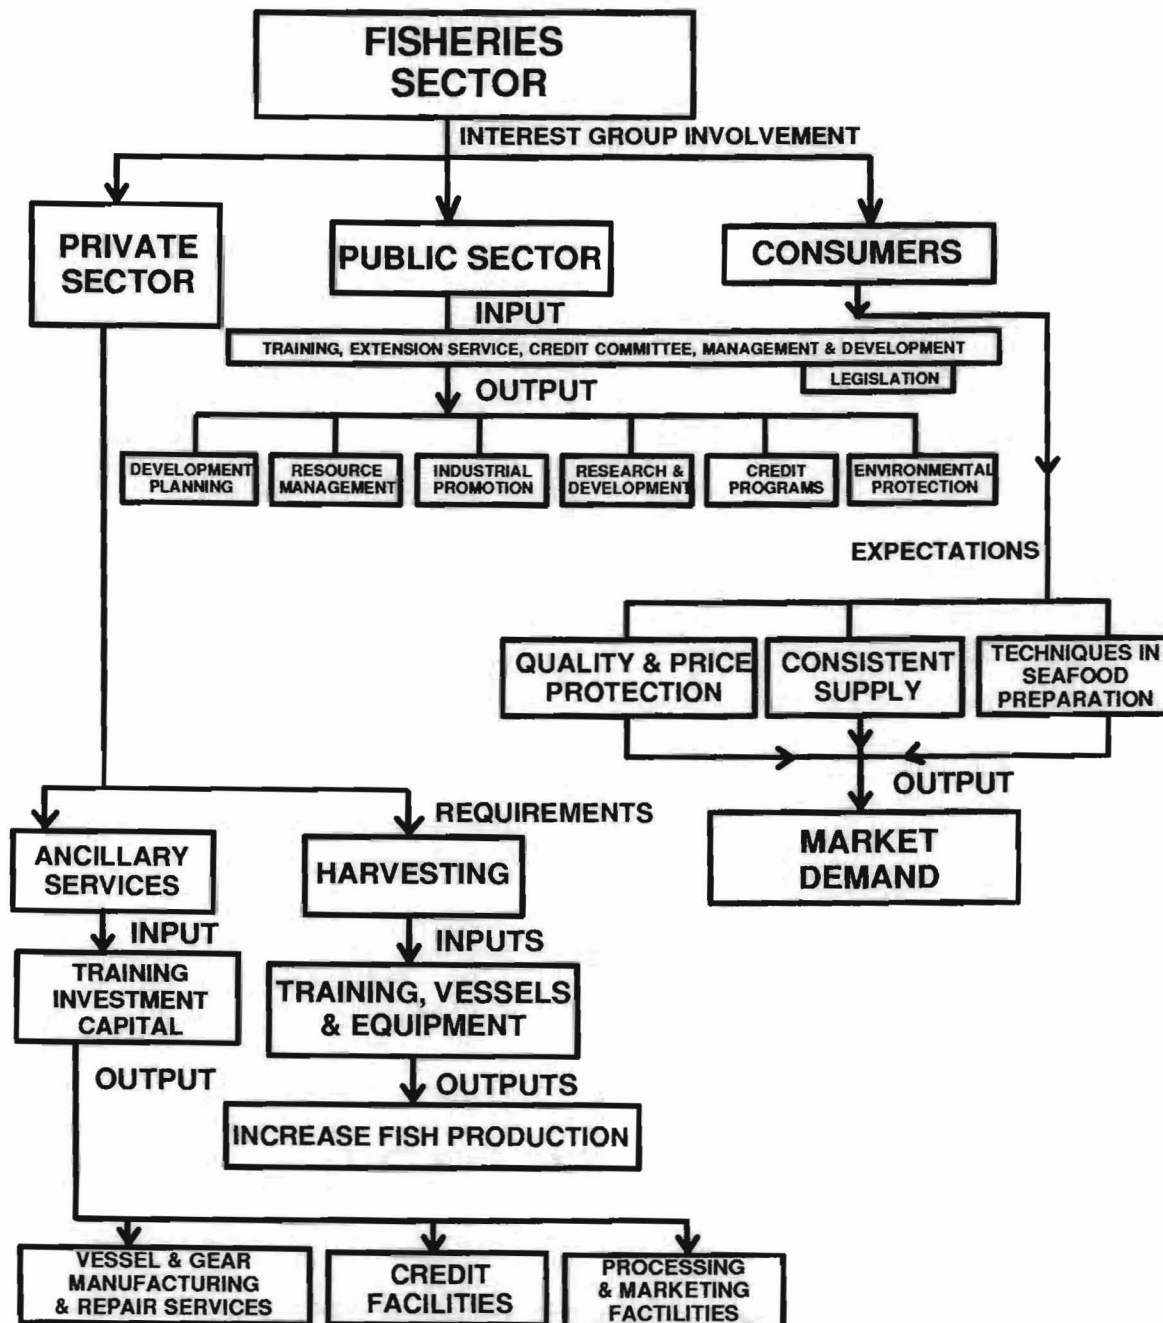 FISHERIES
SECTOR
INTEREST GROUP INVOLVEMENT
PRIVATE
SECTOR
PUBLIC SECTOR
CONSUMERS
INPUT
TRAINING, EXTENSION SERVICE, CREDIT COMMITTEE, MANAGEMENT & DEVELOPMENT
LEGISLATION
OUTPUT
DEVELOPMENT
PLANNING
RESOURCE
MANAGEMENT
INDUSTRIAL
PROMOTION
RESEARCH &
DEVELOPMENT
CREDIT
PROGRAMS
ENVIRONMENTAL
PROTECTION
EXPECTATIONS
QUALITY & PRICE
PROTECTION
CONSISTENT
SUPPLY
TECHNIQUES IN
SEAFOOD
PREPARATION
OUTPUT
MARKET
DEMAND
REQUIREMENTS
ANCILLARY
SERVICES
HARVESTING
INPUT
INPUTS
TRAINING
INVESTMENT
CAPITAL
TRAINING, VESSELS
& EQUIPMENT
OUTPUT
OUTPUTS
INCREASE FISH PRODUCTION
VESSEL & GEAR
MANUFACTURING
& REPAIR SERVICES
CREDIT
FACILITIES
PROCESSING
& MARKETING
FACTILITIES